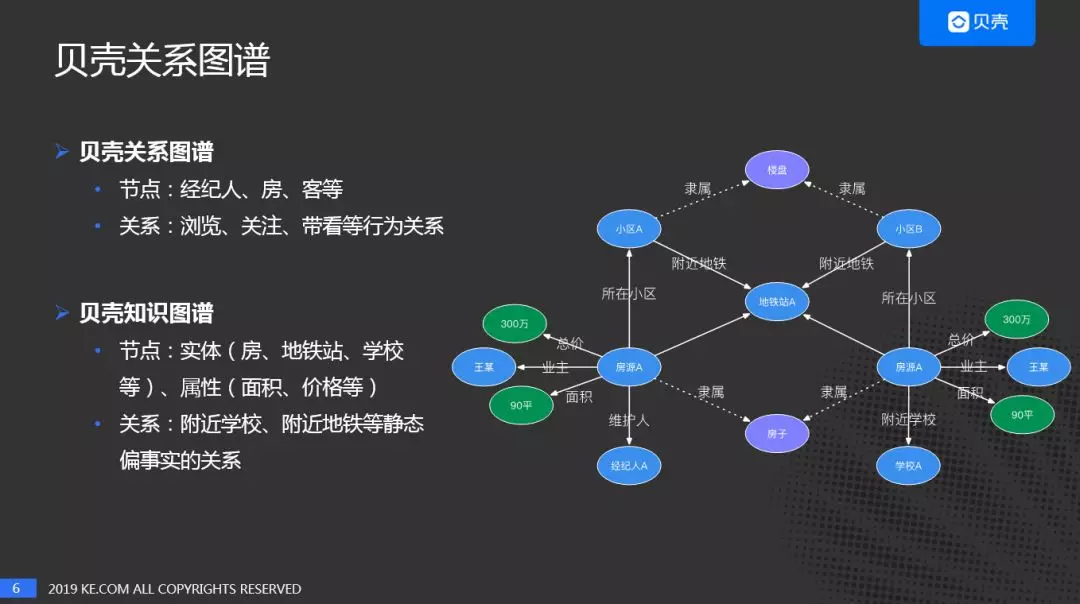 贝壳
贝壳关系图谱
贝壳关系图谱
节点：经纪人、房、客等
关系：浏览、关注、带看等行为关系
贝壳知识图谱
节点：实体（房、地铁站、学校
等）、属性（面积、价格等）
关系：附近学校、附近地铁等静态
偏事实的关系
楼盘
隶属
隶属
小区A
小区B
附近地铁
附近地铁
所在小区
地铁站A
所在小区
300万
总价
王某
业主
房源A
90平
面积
300万
总价
房源A
业主
王某
面积
90平
隶属
隶属
维护人
房子
附近学校
经纪人A
学校A
6
2019 KE.COM ALL COPYRIGHTS RESERVED